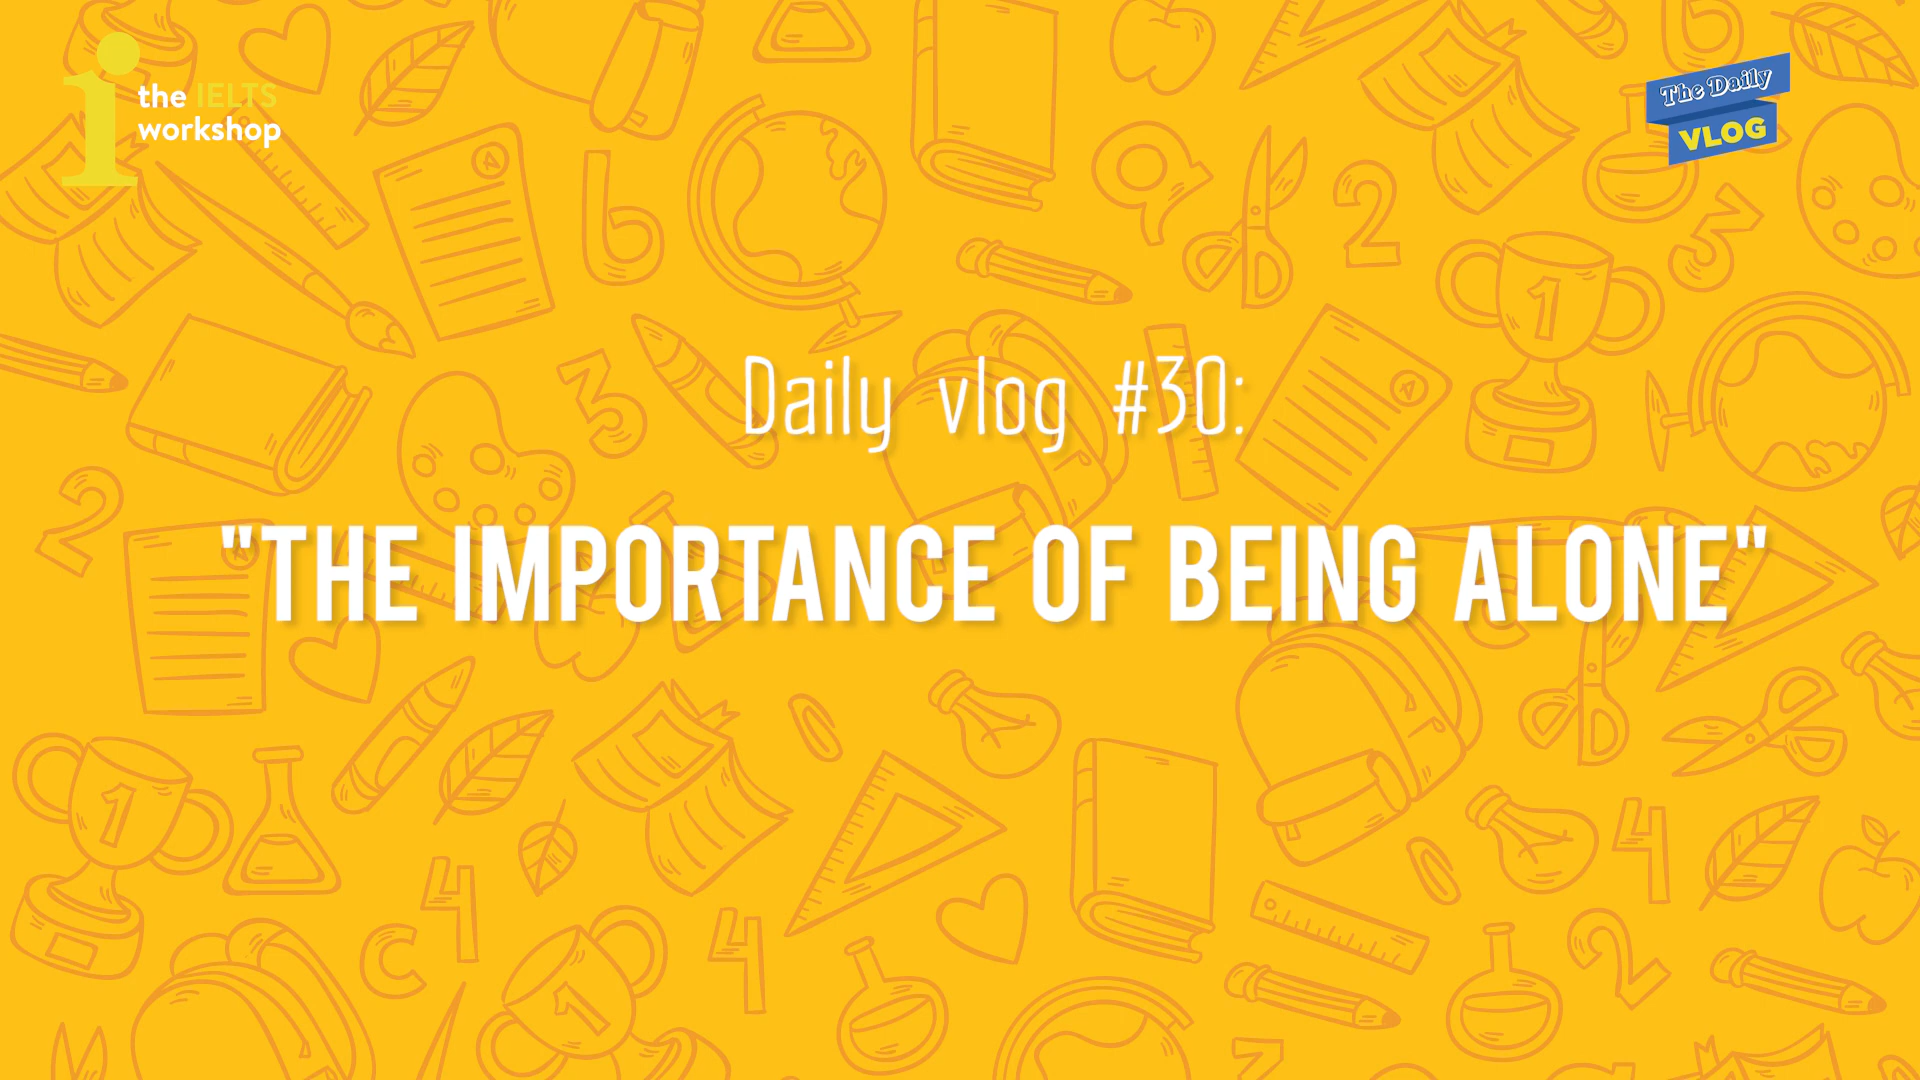 the IELTS
workshop
The Daily
VLOG
Daily vlog #30:
"THE IMPORTANCE OF BEING ALONE"